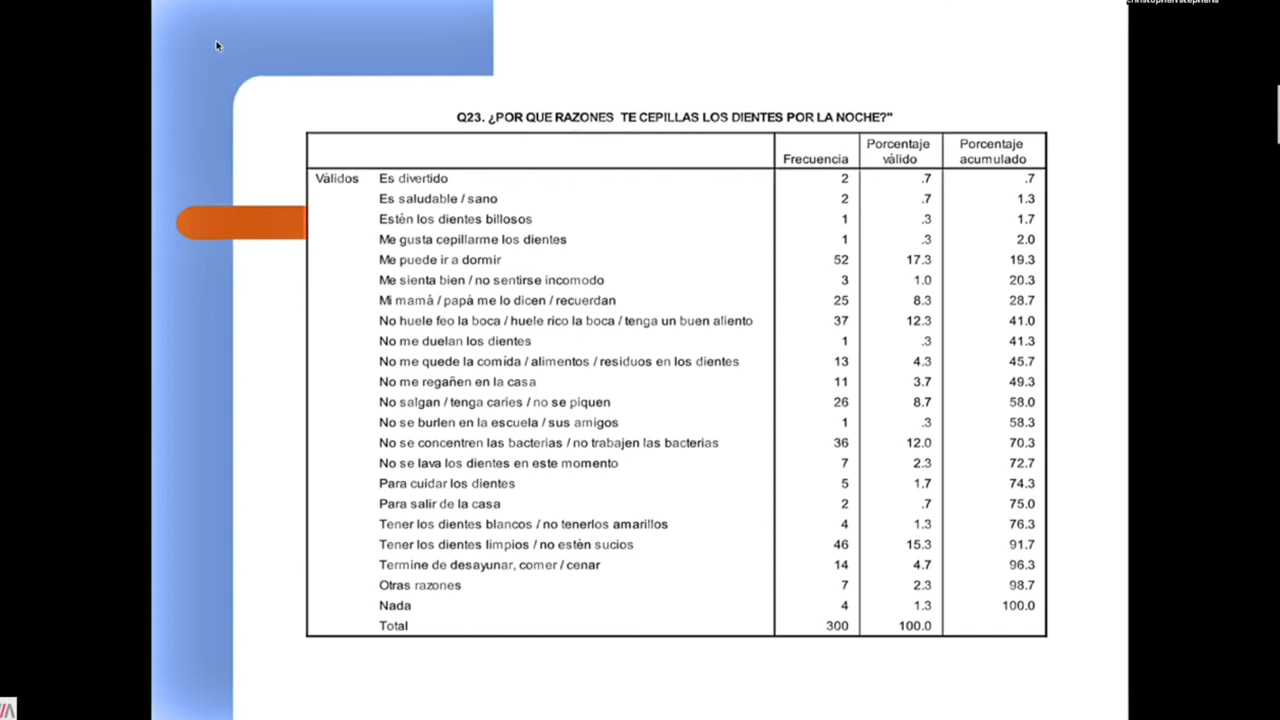 Q23. ¿POR QUE RAZONES TE CEPILLAS LOS DIENTES POR LA NOCHE?"
Frecuencia Porcentaje válido Porcentaje acumulado
Válidos Es divertido 2 .7 .7
Es saludable / sano 2 .7 1.3
Estén los dientes billosos 1 .3 1.7
Me gusta cepillarme los dientes 1 .3 2.0
Me puede ir a dormir 52 17.3 19.3
Me sienta bien / no sentirse incomodo 3 1.0 20.3
Mi mamá / papá me lo dicen / recuerdan 25 8.3 28.7
No huele feo la boca / huele rico la boca / tenga un buen aliento 37 12.3 41.0
No me duelan los dientes 1 .3 41.3
No me quede la comída / alimentos / residuos en los dientes 13 4.3 45.7
No me regañen en la casa 11 3.7 49.3
No salgan / tenga caries / no se piquen 26 8.7 58.0
No se burlen en la escuela / sus amigos 1 .3 58.3
No se concentren las bacterias / no trabajen las bacterias 36 12.0 70.3
No se lava los dientes en este momento 7 2.3 72.7
Para cuidar los dientes 5 1.7 74.3
Para salir de la casa 2 .7 75.0
Tener los dientes blancos / no tenerlos amarillos 4 1.3 76.3
Tener los dientes limpios / no estén sucios 46 15.3 91.7
Termine de desayunar, comer / cenar 14 4.7 96.3
Otras razones 7 2.3 98.7
Nada 4 1.3 100.0
Total 300 100.0